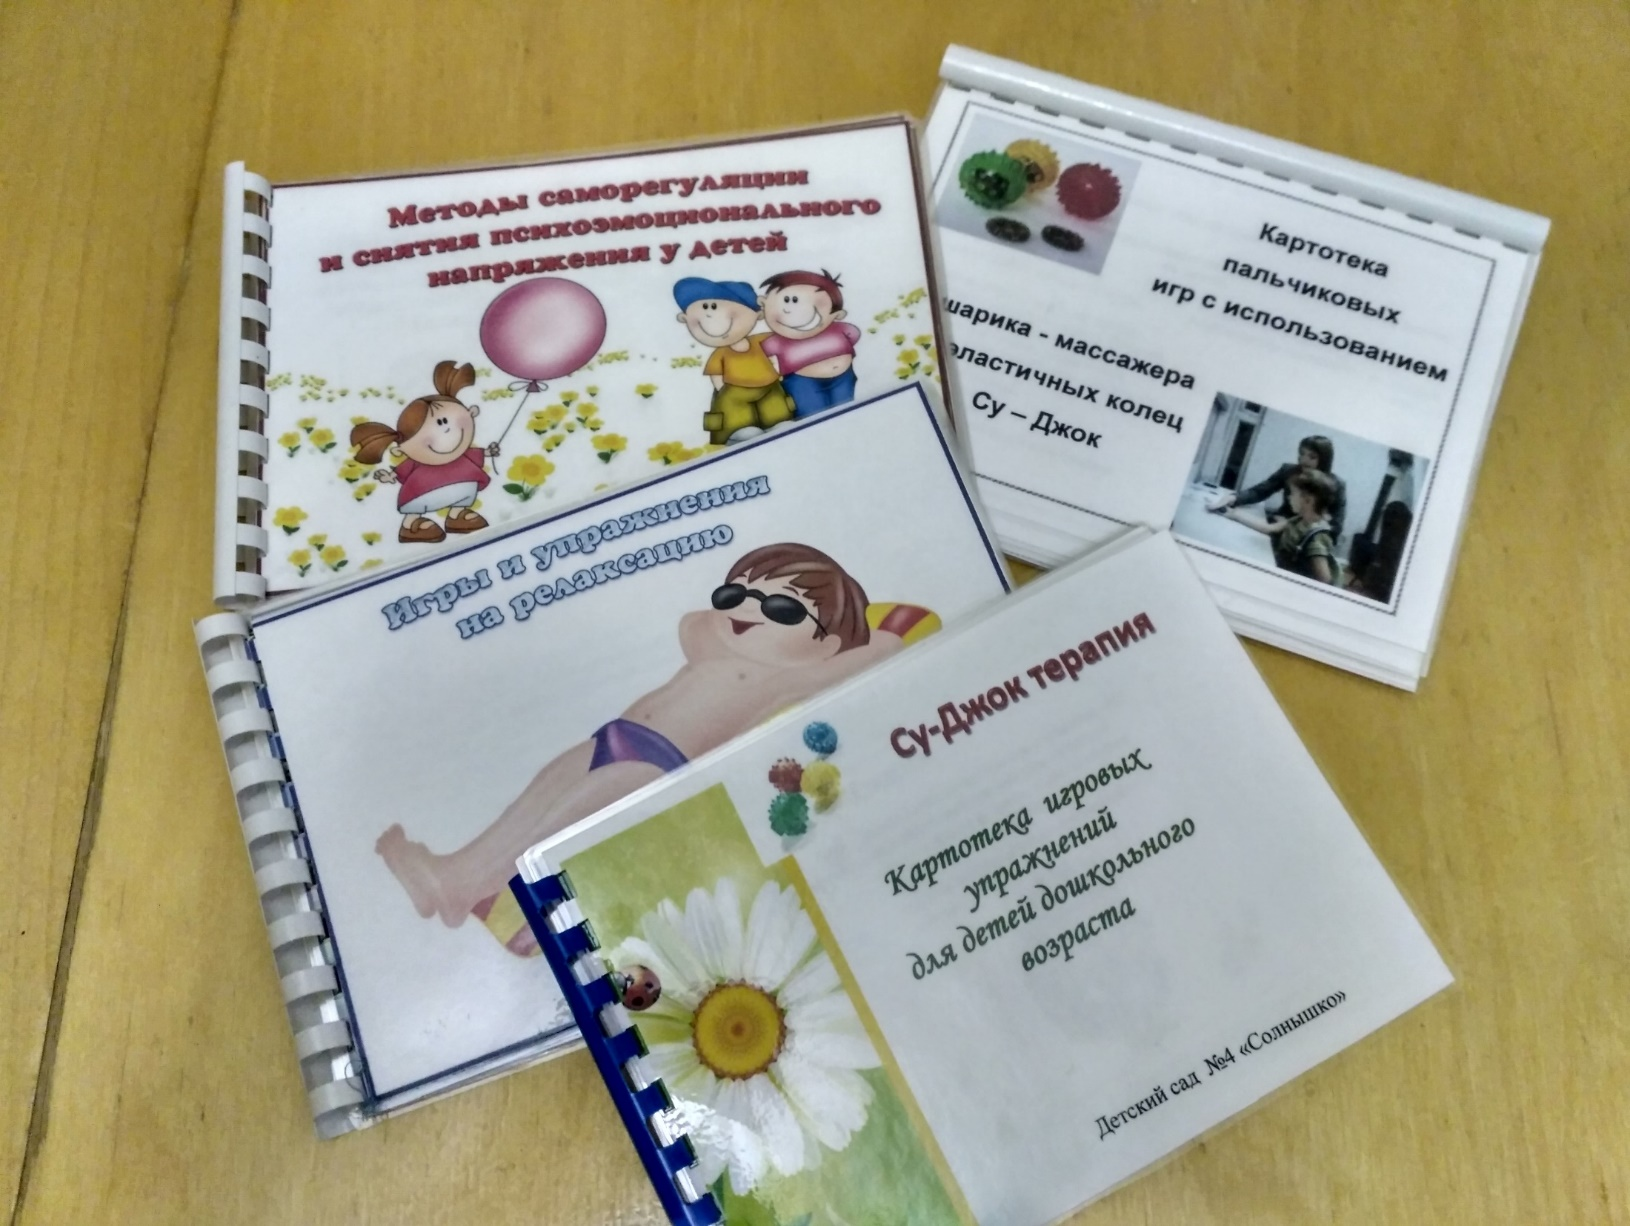 Методы саморегуляции
и снятия психоэмоционального
напряжения у детей
Картотека
пальчиковых
игр с использованием
шарика - массажера
эластичных колец
Су – Джок
Игры и упражнения
на релаксацию
Су-Джок терапия
Картотека игровых
упражнений
для детей дошкольного
возраста
Детский сад №4 «Солнышко»